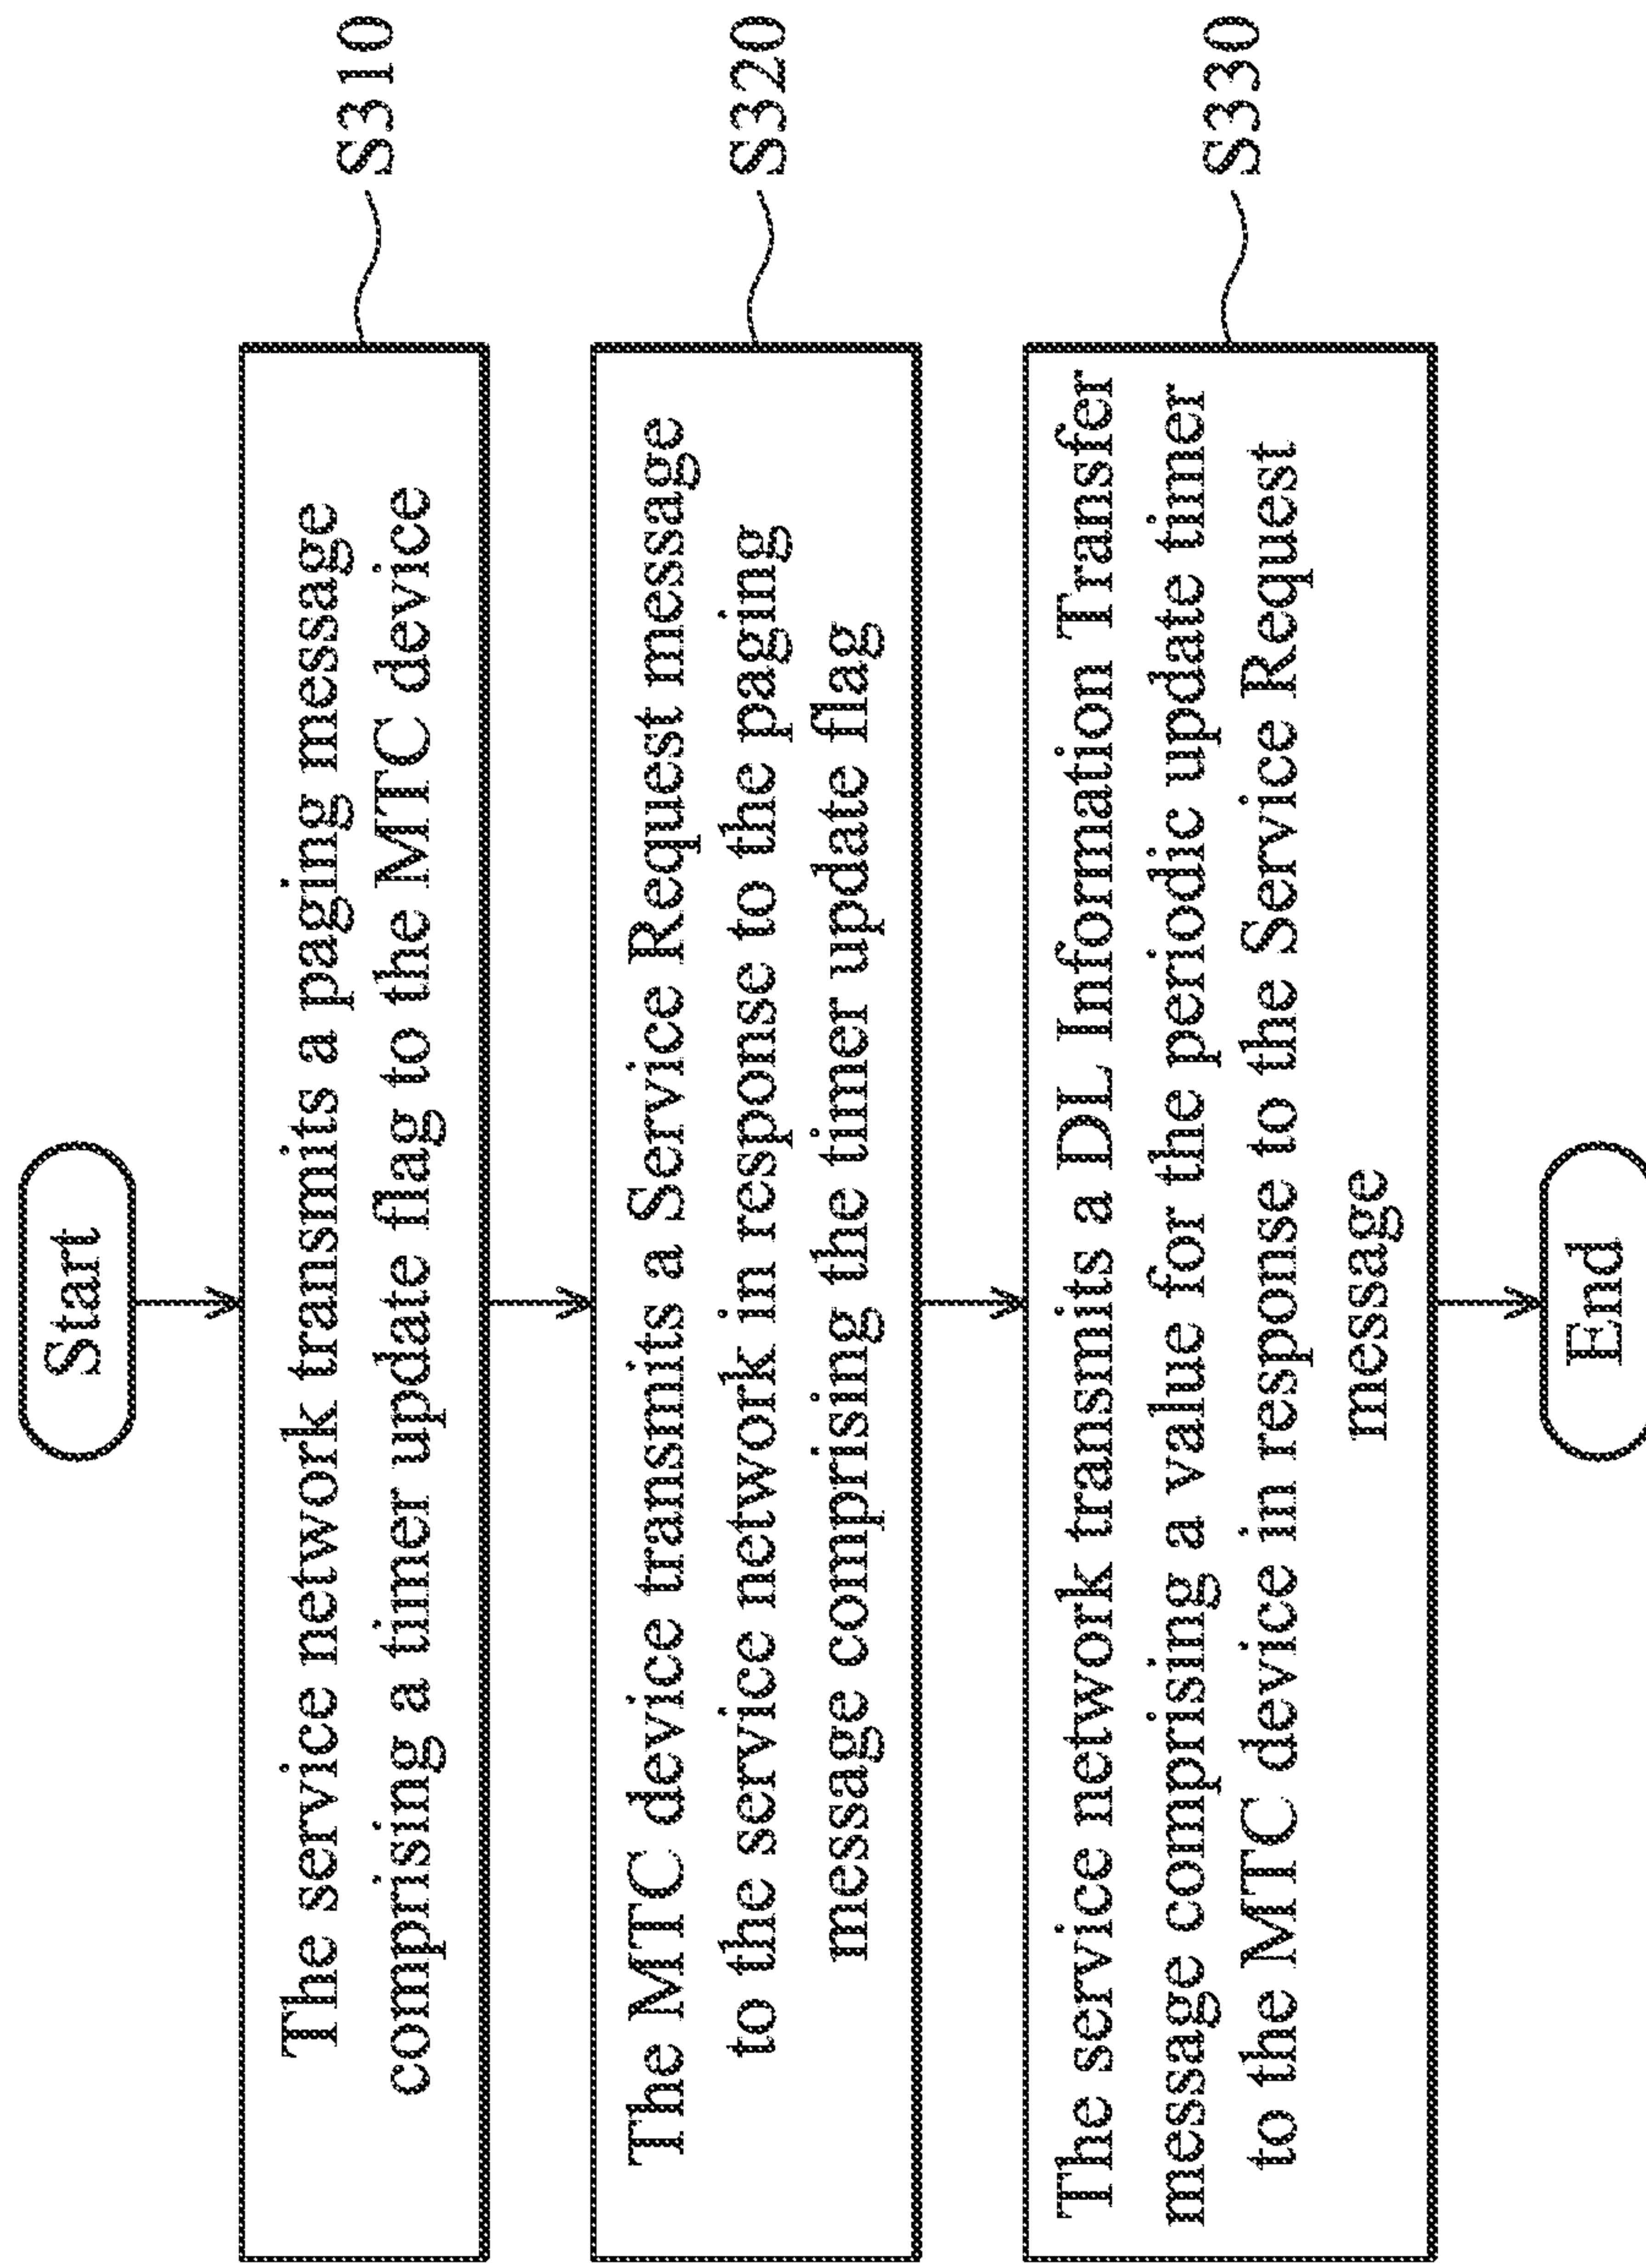 Start
The service network transmits a paging message
comprising a timer update flag to the MTC device
S310
The MTC device transmits a Service Request message
to the service network in response to the paging
message comprising the timer update flag
S320
The service network transmits a DL Information Transfer
message comprising a value for the periodic update timer
to the MTC device in response to the Service Request
message
S330
End